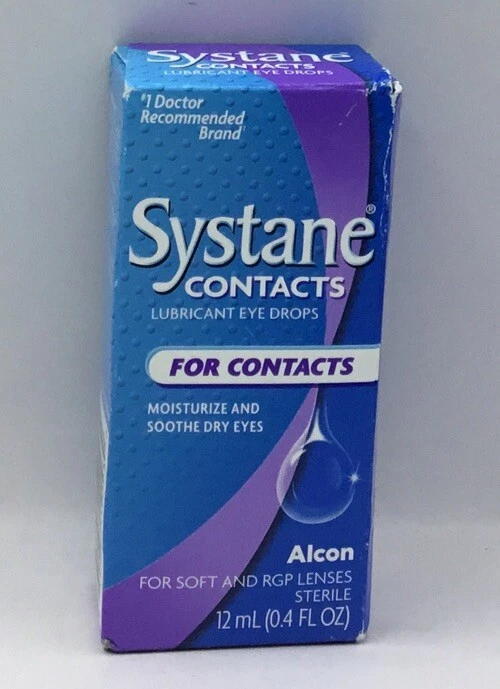 Systane
CONTACTS
LUBRICANT EYE DROPS
#1 Doctor
Recommended
Brand†
Systane®
CONTACTS
LUBRICANT EYE DROPS
FOR CONTACTS
MOISTURIZE AND
SOOTHE DRY EYES
Alcon
FOR SOFT AND RGP LENSES
STERILE
12 mL (0.4 FL OZ)